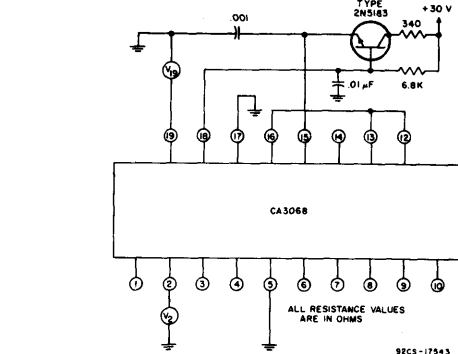 TYPE
2N5183
+30 V
.001
340
V19
.01 μF
6.8K
19 18 17 16 15 14 13 12
CA3068
1 2 3 4 5 6 7 8 9 10
V2
ALL RESISTANCE VALUES
ARE IN OHMS
92CS-17543